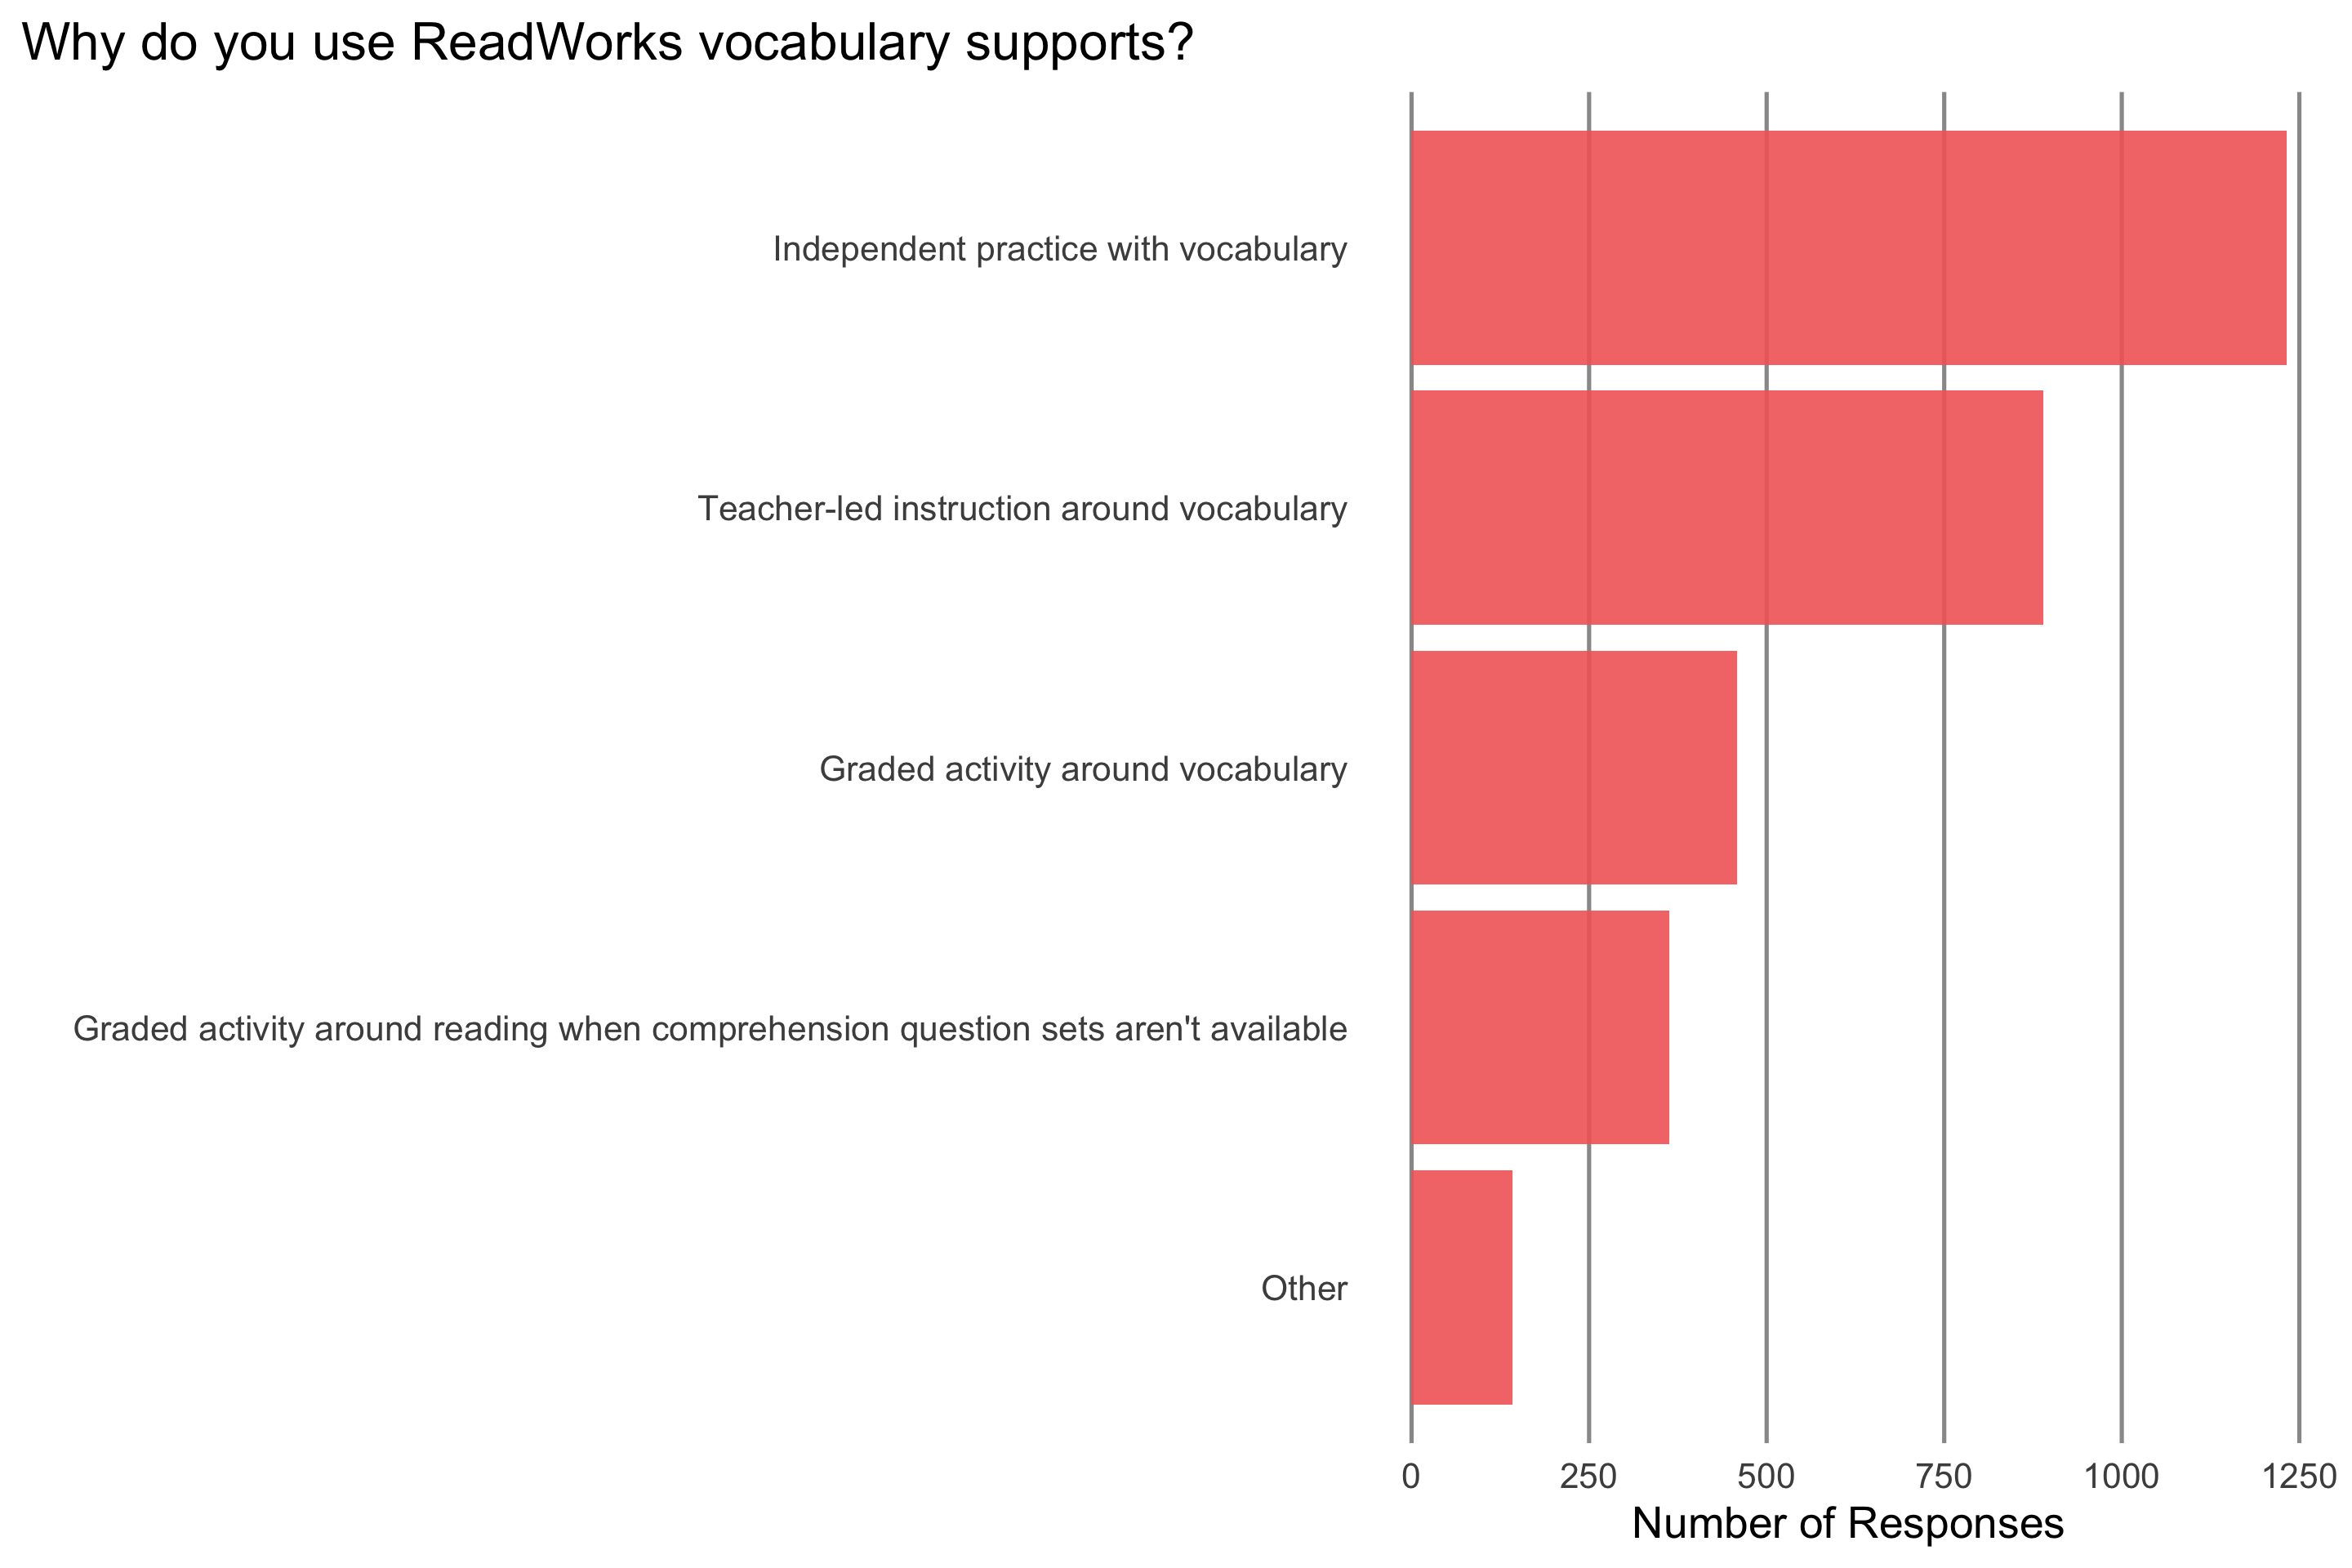 Why do you use ReadWorks vocabulary supports?
Independent practice with vocabulary
Teacher-led instruction around vocabulary
Graded activity around vocabulary
Graded activity around reading when comprehension question sets aren't available
Other
0 250 500 750 1000 1250
Number of Responses